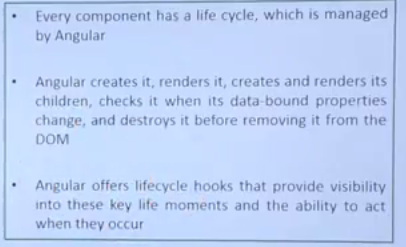 • Every component has a life cycle, which is managed
by Angular
• Angular creates it, renders it, creates and renders its
children, checks it when its data-bound properties
change, and destroys it before removing it from the
DOM
• Angular offers lifecycle hooks that provide visibility
into these key life moments and the ability to act
when they occur